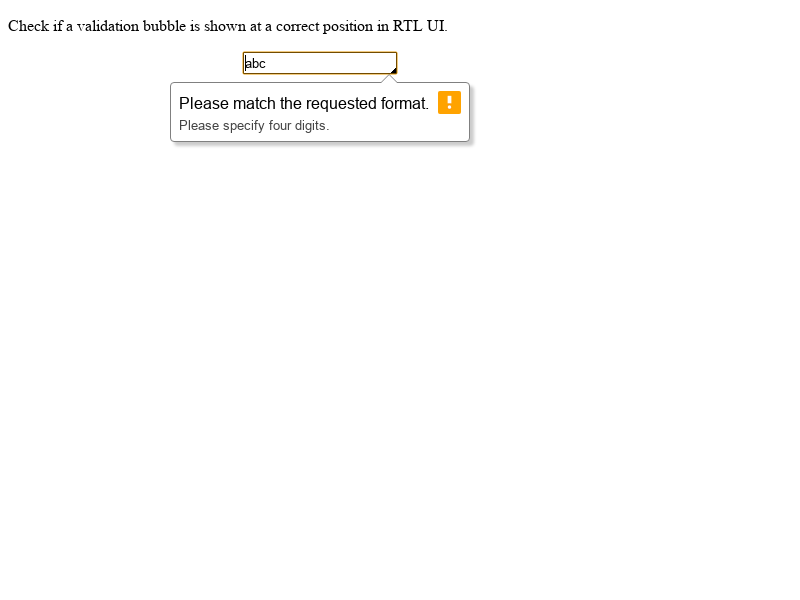 Check if a validation bubble is shown at a correct position in RTL UI.
abc
Please match the requested format.
Please specify four digits.